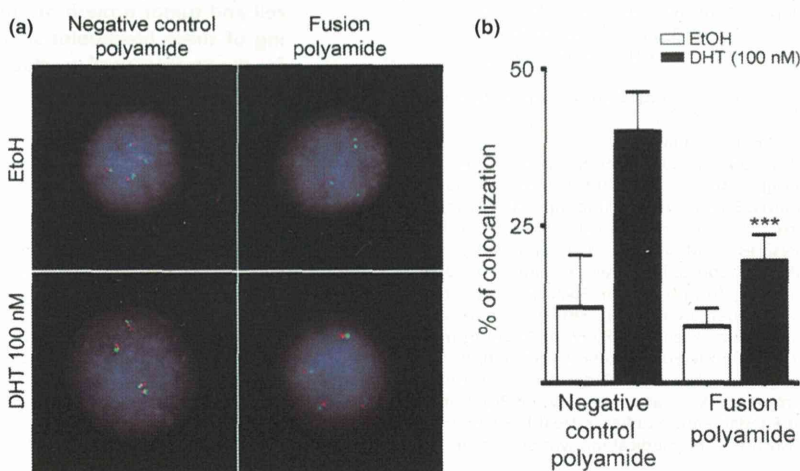 (a)
Negative control
polyamide
Fusion
polyamide
EtoH
DHT 100 nM
(b)
EtOH
DHT (100 nM)
50
25
% of colocalization
***
Negative
control
polyamide
Fusion
polyamide